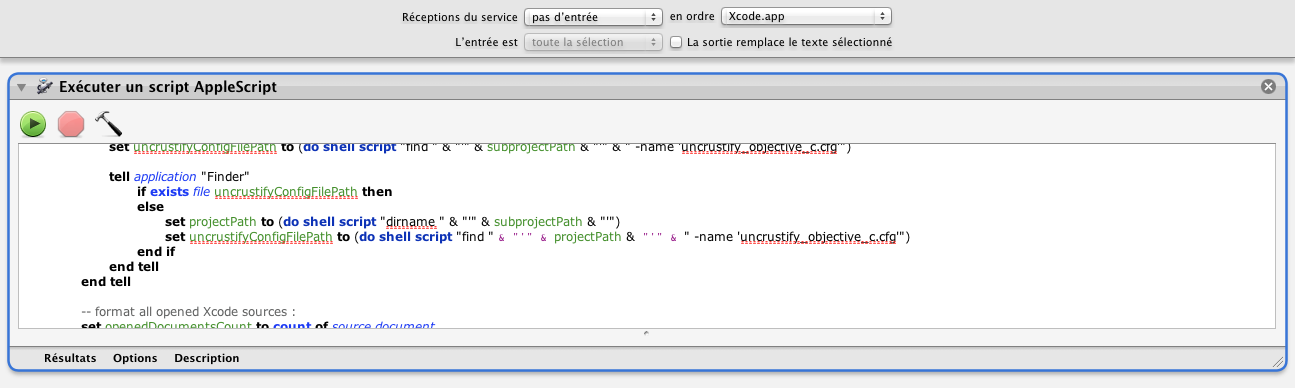 Réceptions du service pas d'entrée en ordre Xcode.app
L'entrée est toute la sélection La sortie remplace le texte sélectionné
Exécuter un script AppleScript
set uncrustifyConfigFilePath to (do shell script "find " & "'" & subprojectPath & "'" & " -name 'uncrustify_objective_c.cfg'")
tell application "Finder"
if exists file uncrustifyConfigFilePath then
else
set projectPath to (do shell script "dirname " & "'" & subprojectPath & "'")
set uncrustifyConfigFilePath to (do shell script "find " & "'" & projectPath & "'" & " -name 'uncrustify_objective_c.cfg'")
end if
end tell
end tell
-- format all opened Xcode sources :
set openedDocumentsCount to count of source document
Résultats Options Description